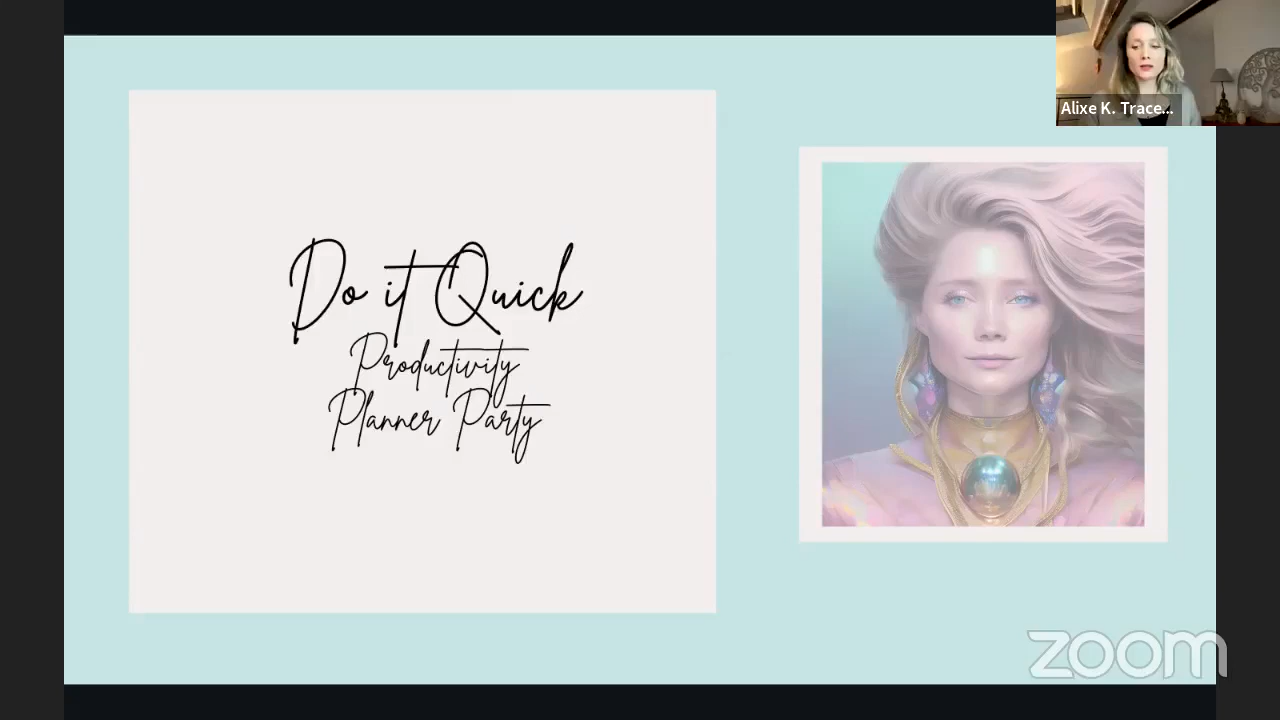 Alixe K. Trace...
Do it Quick
Productivity
Planner Party
zoom